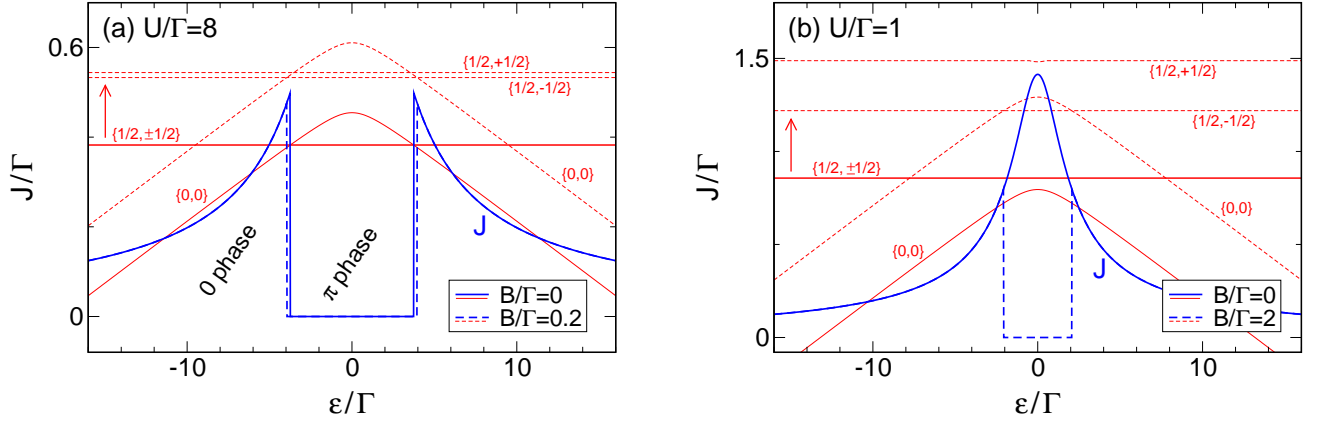 (a) U/Γ=8
J/Γ
0.6
0
{1/2,+1/2}
{1/2,-1/2}
{1/2,±1/2}
{0,0}
{0,0}
0 phase
π phase
J
B/Γ=0
B/Γ=0.2
-10
0
10
ε/Γ
(b) U/Γ=1
J/Γ
1.5
0
{1/2,+1/2}
{1/2,-1/2}
{1/2,±1/2}
{0,0}
{0,0}
J
B/Γ=0
B/Γ=2
-10
0
10
ε/Γ